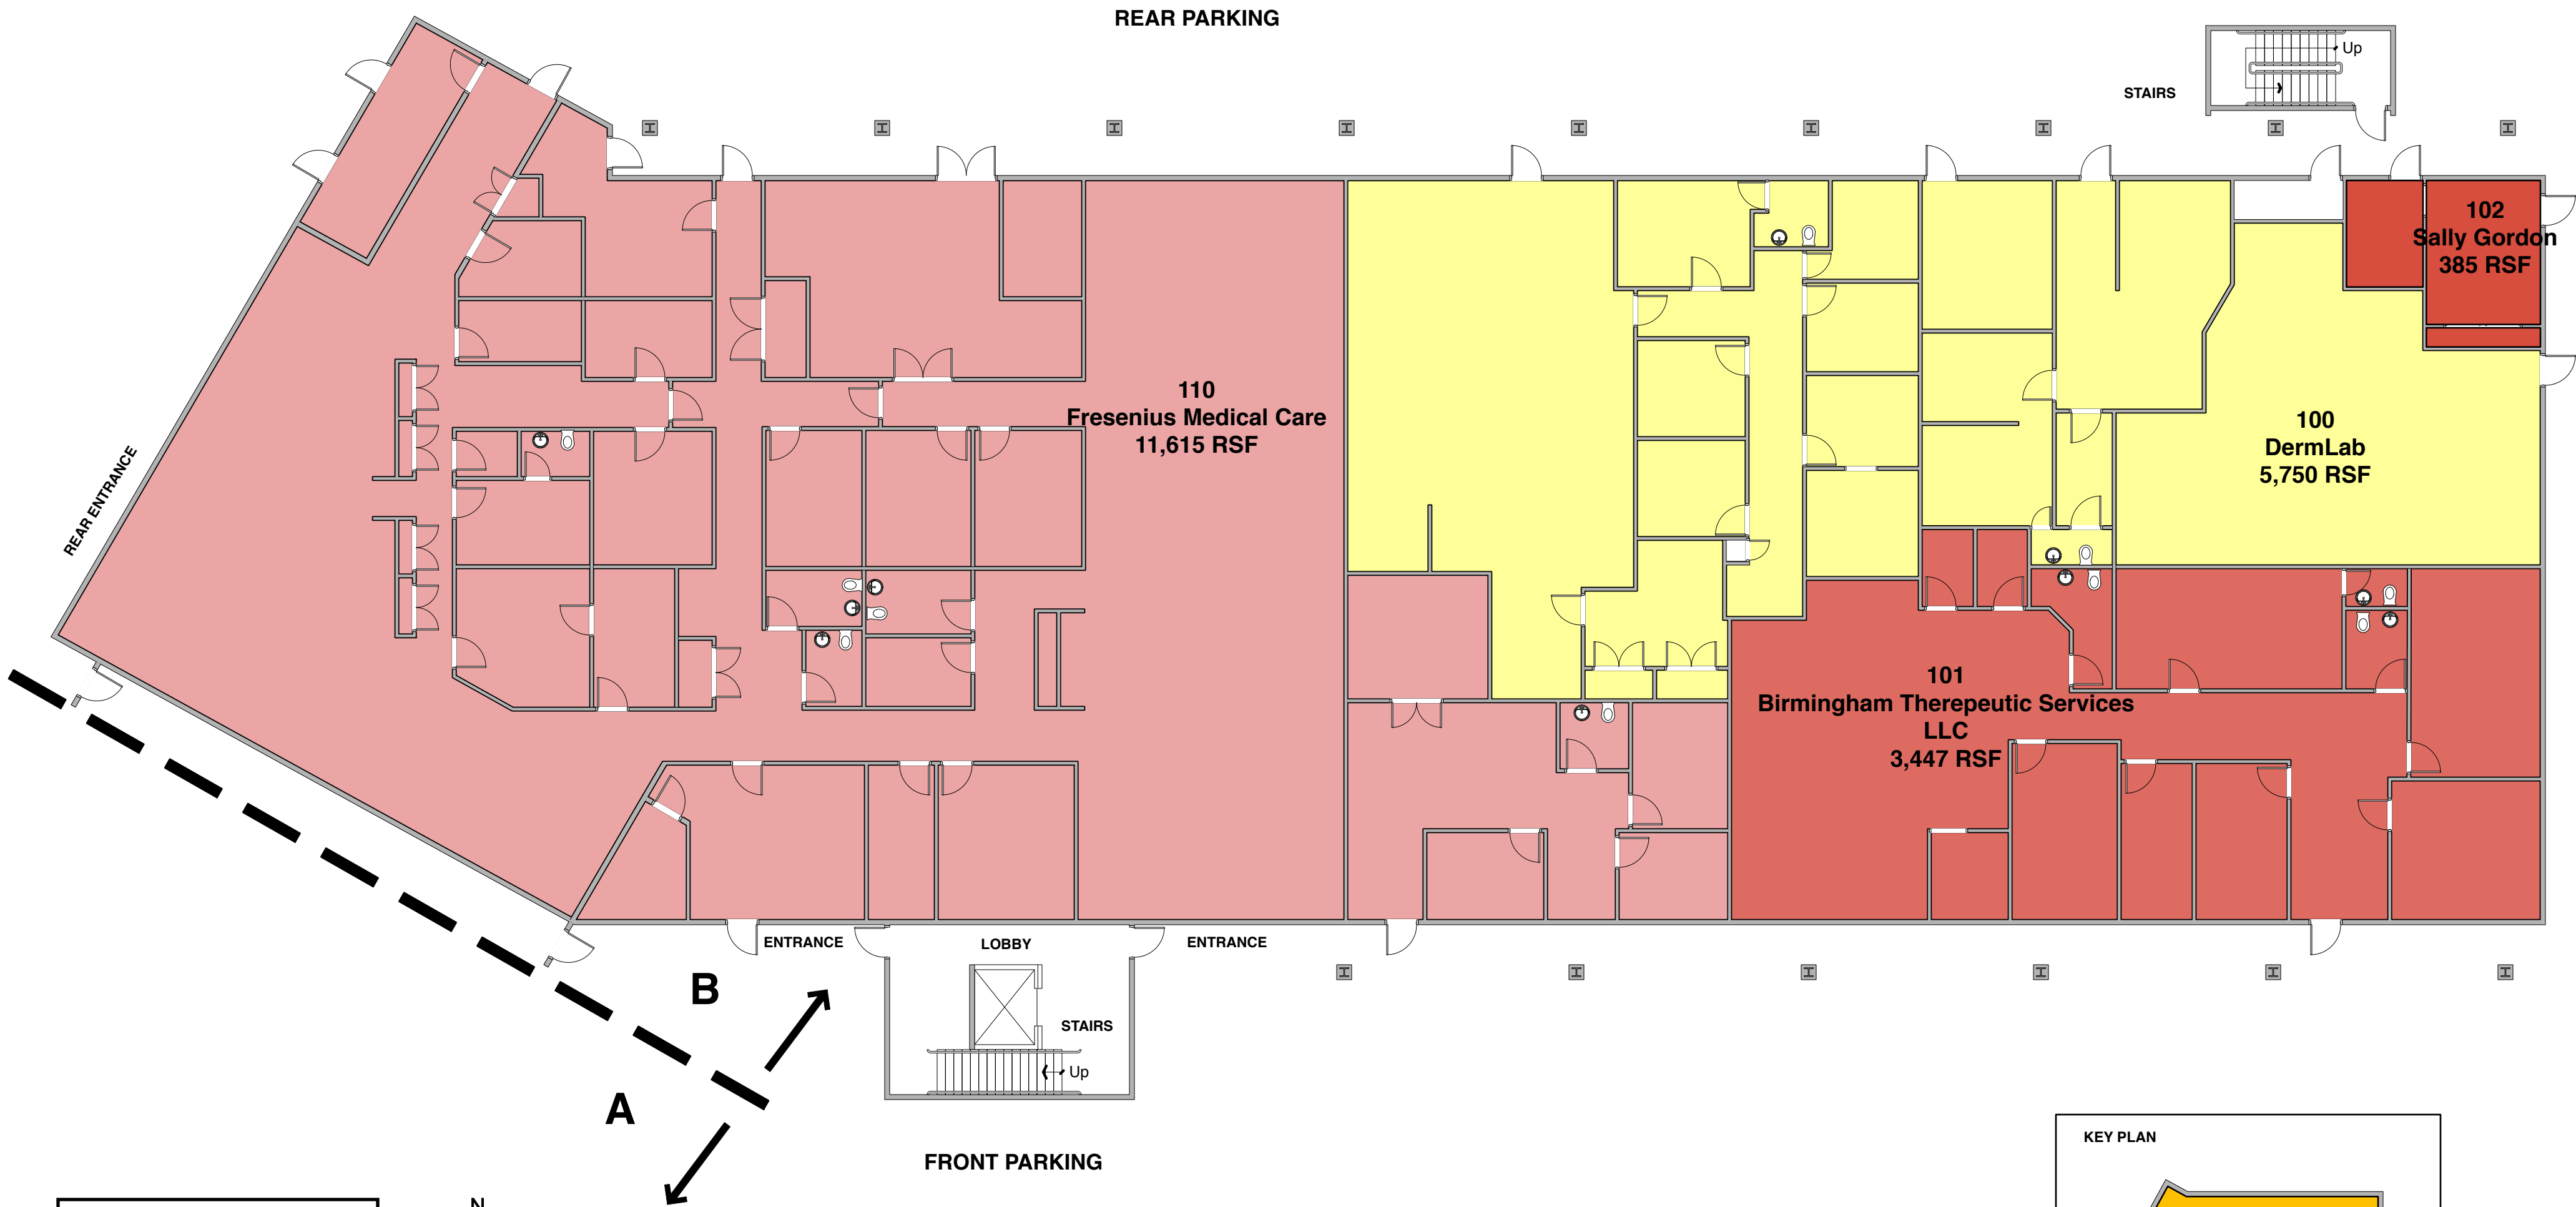 REAR PARKING
Up
STAIRS
102
Sally Gordon
385 RSF
110
Fresenius Medical Care
11,615 RSF
100
DermLab
5,750 RSF
REAR ENTRANCE
101
Birmingham Therepeutic Services
LLC
3,447 RSF
ENTRANCE
LOBBY
ENTRANCE
B
STAIRS
Up
A
KEY PLAN
FRONT PARKING
N